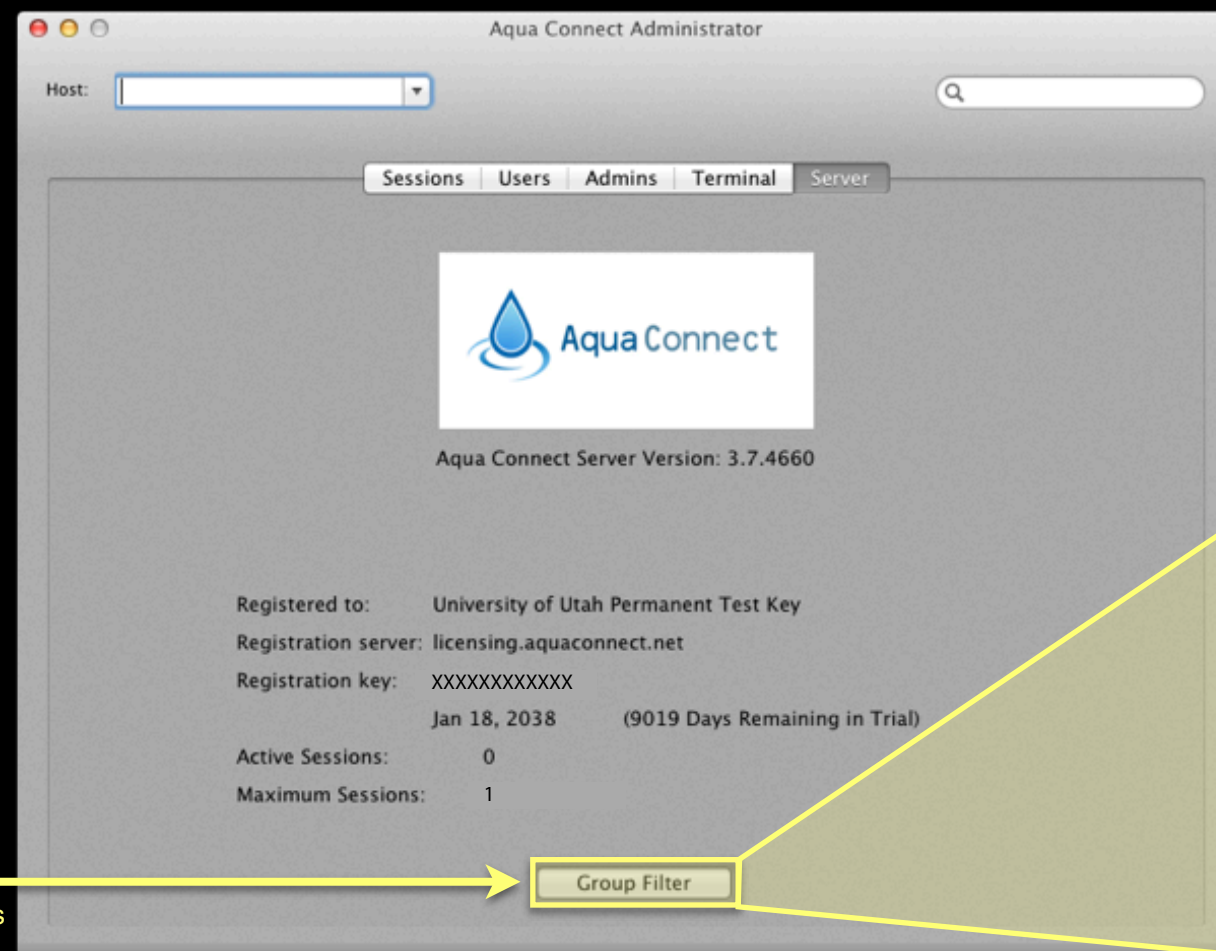 Aqua Connect Administrator
Host:
Sessions Users Admins Terminal Server
Aqua Connect
Aqua Connect Server Version: 3.7.4660
Registered to: University of Utah Permanent Test Key
Registration server: licensing.aquaconnect.net
Registration key: XXXXXXXXXXXX
Jan 18, 2038 (9019 Days Remaining in Trial)
Active Sessions: 0
Maximum Sessions: 1
Group Filter
s